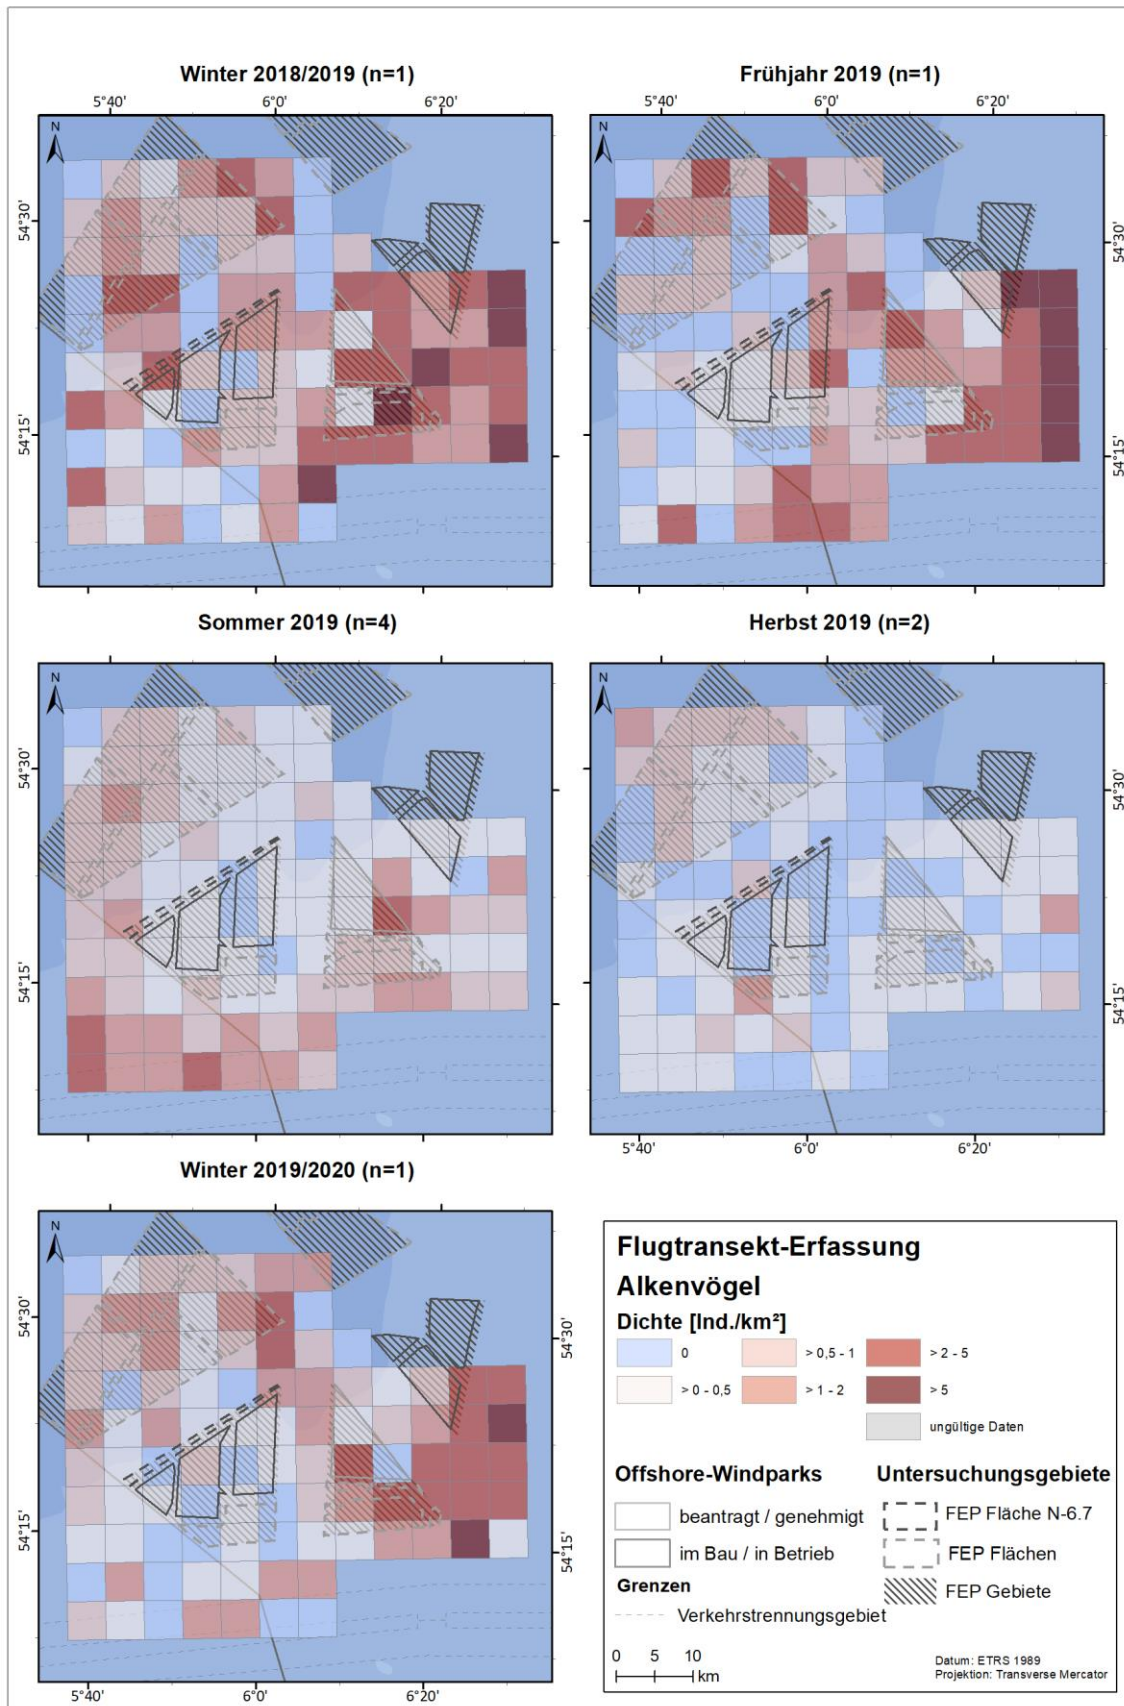 Winter 2018/2019 (n=1)
Frühjahr 2019 (n=1)
5°40' 6°0' 6°20'
5°40' 6°0' 6°20'
N
N
54°30'
54°30'
54°15'
54°15'
Sommer 2019 (n=4)
Herbst 2019 (n=2)
N
N
54°30'
54°30'
54°15'
54°15'
5°40' 6°0' 6°20'
Winter 2019/2020 (n=1)
N
54°30'
54°30'
54°15'
54°15'
5°40' 6°0' 6°20'
Flugtransekt-Erfassung
Alkenvögel
Dichte [Ind./km²]
0
> 0,5 - 1
> 2 - 5
> 0 - 0,5
> 1 - 2
> 5
ungültige Daten
Offshore-Windparks
beantragt / genehmigt
im Bau / in Betrieb
Grenzen
Verkehrstrennungsgebiet
Untersuchungsgebiete
FEP Fläche N-6.7
FEP Flächen
FEP Gebiete
0 5 10
km
Datum: ETRS 1989
Projektion: Transverse Mercator